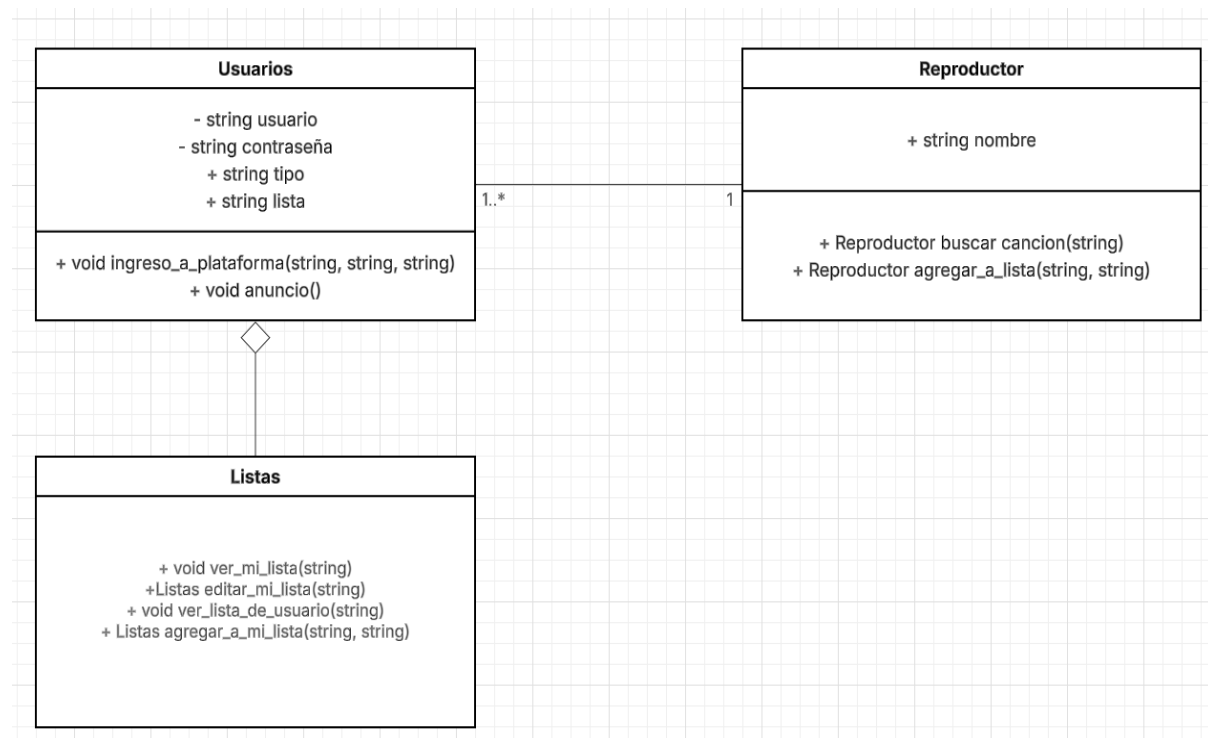 Usuarios
- string usuario
- string contraseña
+ string tipo
+ string lista
+ void ingreso_a_plataforma(string, string, string)
+ void anuncio()
1..*
1
Reproductor
+ string nombre
+ Reproductor buscar cancion(string)
+ Reproductor agregar_a_lista(string, string)
Listas
+ void ver_mi_lista(string)
+Listas editar_mi_lista(string)
+ void ver_lista_de_usuario(string)
+ Listas agregar_a_mi_lista(string, string)